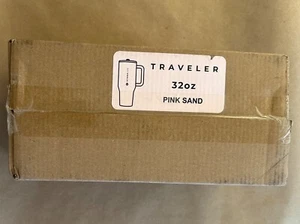 TRAVELER
32oz
PINK SAND